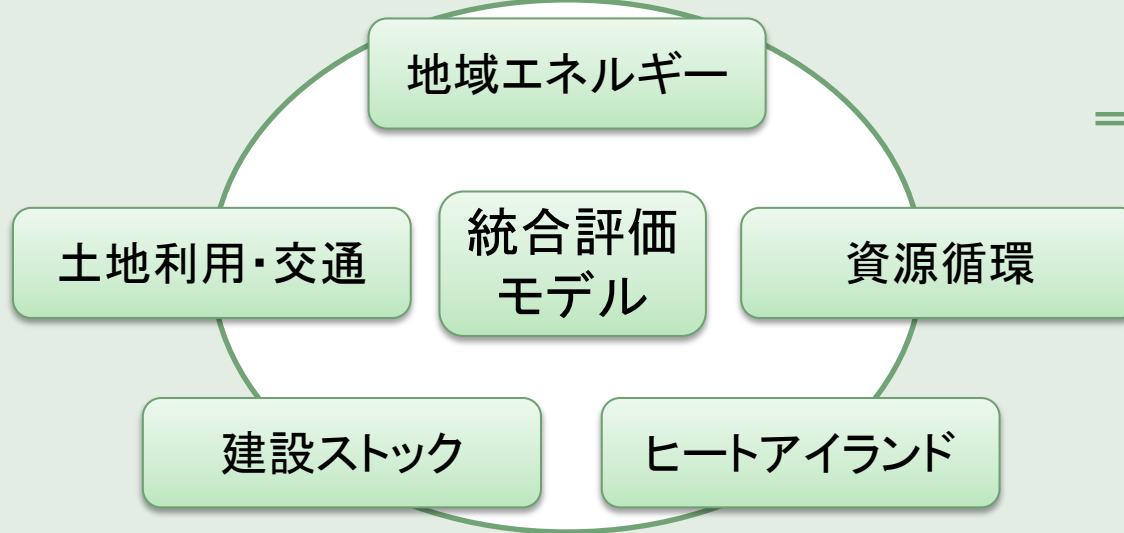 地域エネルギー
土地利用・交通
統合評価
モデル
資源循環
建設ストック
ヒートアイランド